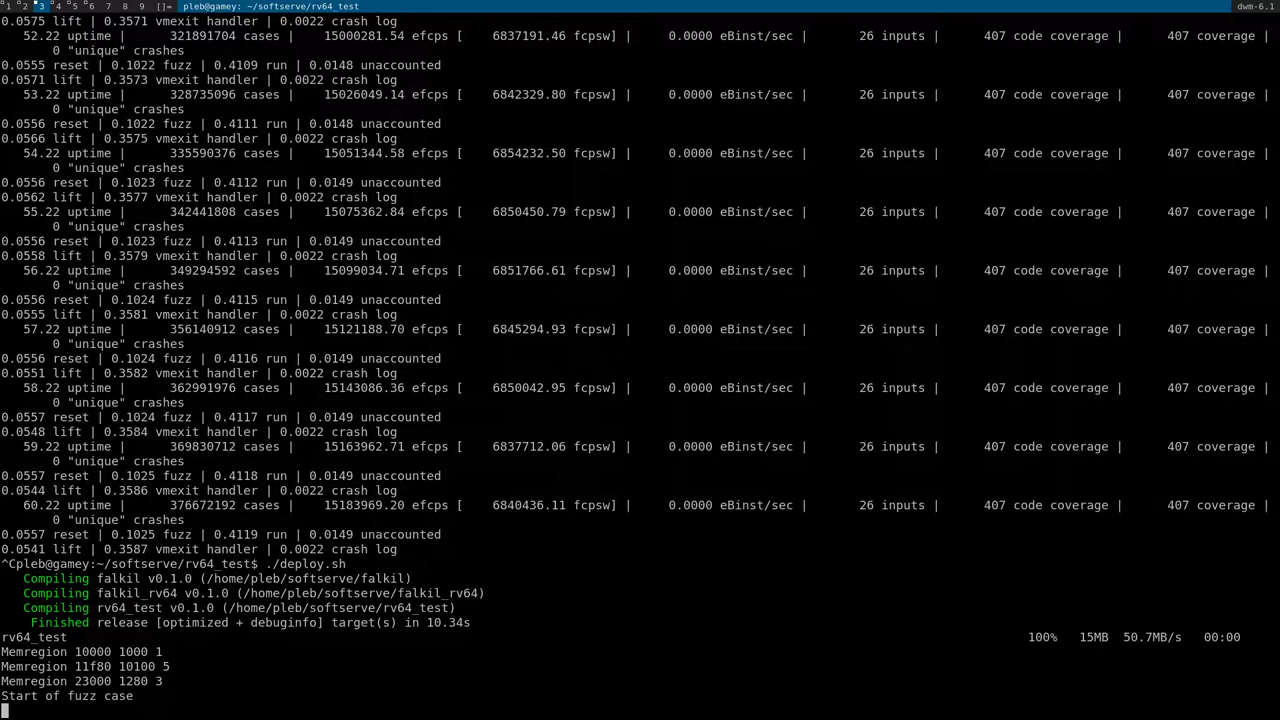 1 2 3 4 5 6 7 8 9 []= pleb@gamey: ~/softserve/rv64_test dwm-6.1
0.0575 lift | 0.3571 vmexit handler | 0.0022 crash log
52.22 uptime | 321891704 cases | 15000281.54 efcps [ 6837191.46 fcpsw] | 0.0000 eBinst/sec | 26 inputs | 407 code coverage | 407 coverage |
0 "unique" crashes
0.0555 reset | 0.1022 fuzz | 0.4109 run | 0.0148 unaccounted
0.0571 lift | 0.3573 vmexit handler | 0.0022 crash log
53.22 uptime | 328735096 cases | 15026049.14 efcps [ 6842329.80 fcpsw] | 0.0000 eBinst/sec | 26 inputs | 407 code coverage | 407 coverage |
0 "unique" crashes
0.0556 reset | 0.1022 fuzz | 0.4111 run | 0.0148 unaccounted
0.0566 lift | 0.3575 vmexit handler | 0.0022 crash log
54.22 uptime | 335590376 cases | 15051344.58 efcps [ 6854232.50 fcpsw] | 0.0000 eBinst/sec | 26 inputs | 407 code coverage | 407 coverage |
0 "unique" crashes
0.0556 reset | 0.1023 fuzz | 0.4112 run | 0.0149 unaccounted
0.0562 lift | 0.3577 vmexit handler | 0.0022 crash log
55.22 uptime | 342441808 cases | 15075362.84 efcps [ 6850450.79 fcpsw] | 0.0000 eBinst/sec | 26 inputs | 407 code coverage | 407 coverage |
0 "unique" crashes
0.0556 reset | 0.1023 fuzz | 0.4113 run | 0.0149 unaccounted
0.0558 lift | 0.3579 vmexit handler | 0.0022 crash log
56.22 uptime | 349294592 cases | 15099034.71 efcps [ 6851766.61 fcpsw] | 0.0000 eBinst/sec | 26 inputs | 407 code coverage | 407 coverage |
0 "unique" crashes
0.0556 reset | 0.1024 fuzz | 0.4115 run | 0.0149 unaccounted
0.0555 lift | 0.3581 vmexit handler | 0.0022 crash log
57.22 uptime | 356140912 cases | 15121188.70 efcps [ 6845294.93 fcpsw] | 0.0000 eBinst/sec | 26 inputs | 407 code coverage | 407 coverage |
0 "unique" crashes
0.0556 reset | 0.1024 fuzz | 0.4116 run | 0.0149 unaccounted
0.0551 lift | 0.3582 vmexit handler | 0.0022 crash log
58.22 uptime | 362991976 cases | 15143086.36 efcps [ 6850042.95 fcpsw] | 0.0000 eBinst/sec | 26 inputs | 407 code coverage | 407 coverage |
0 "unique" crashes
0.0557 reset | 0.1024 fuzz | 0.4117 run | 0.0149 unaccounted
0.0548 lift | 0.3584 vmexit handler | 0.0022 crash log
59.22 uptime | 369830712 cases | 15163962.71 efcps [ 6837712.06 fcpsw] | 0.0000 eBinst/sec | 26 inputs | 407 code coverage | 407 coverage |
0 "unique" crashes
0.0557 reset | 0.1025 fuzz | 0.4118 run | 0.0149 unaccounted
0.0544 lift | 0.3586 vmexit handler | 0.0022 crash log
60.22 uptime | 376672192 cases | 15183969.20 efcps [ 6840436.11 fcpsw] | 0.0000 eBinst/sec | 26 inputs | 407 code coverage | 407 coverage |
0 "unique" crashes
0.0557 reset | 0.1025 fuzz | 0.4119 run | 0.0149 unaccounted
0.0541 lift | 0.3587 vmexit handler | 0.0022 crash log
^Cpleb@gamey:~/softserve/rv64_test$ ./deploy.sh
Compiling falkil v0.1.0 (/home/pleb/softserve/falkil)
Compiling falkil_rv64 v0.1.0 (/home/pleb/softserve/falkil_rv64)
Compiling rv64_test v0.1.0 (/home/pleb/softserve/rv64_test)
Finished release [optimized + debuginfo] target(s) in 10.34s
rv64_test 100% 15MB 50.7MB/s 00:00
Memregion 10000 1000 1
Memregion 11f80 10100 5
Memregion 23000 1280 3
Start of fuzz case